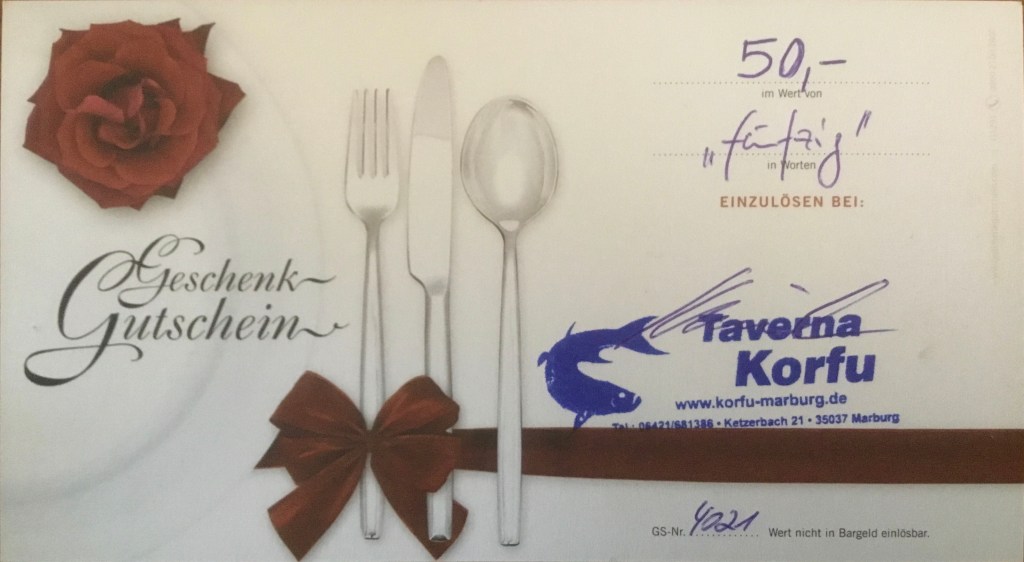 50,-
im Wert von
„fünfzig"
in Worten
EINZULÖSEN BEI:
Geschenk-
Gutschein
Taverna
Korfu
www.korfu-marburg.de
Tel.: 06421/681386 • Ketzerbach 21 • 35037 Marburg
GS-Nr. 4021 Wert nicht in Bargeld einlösbar.